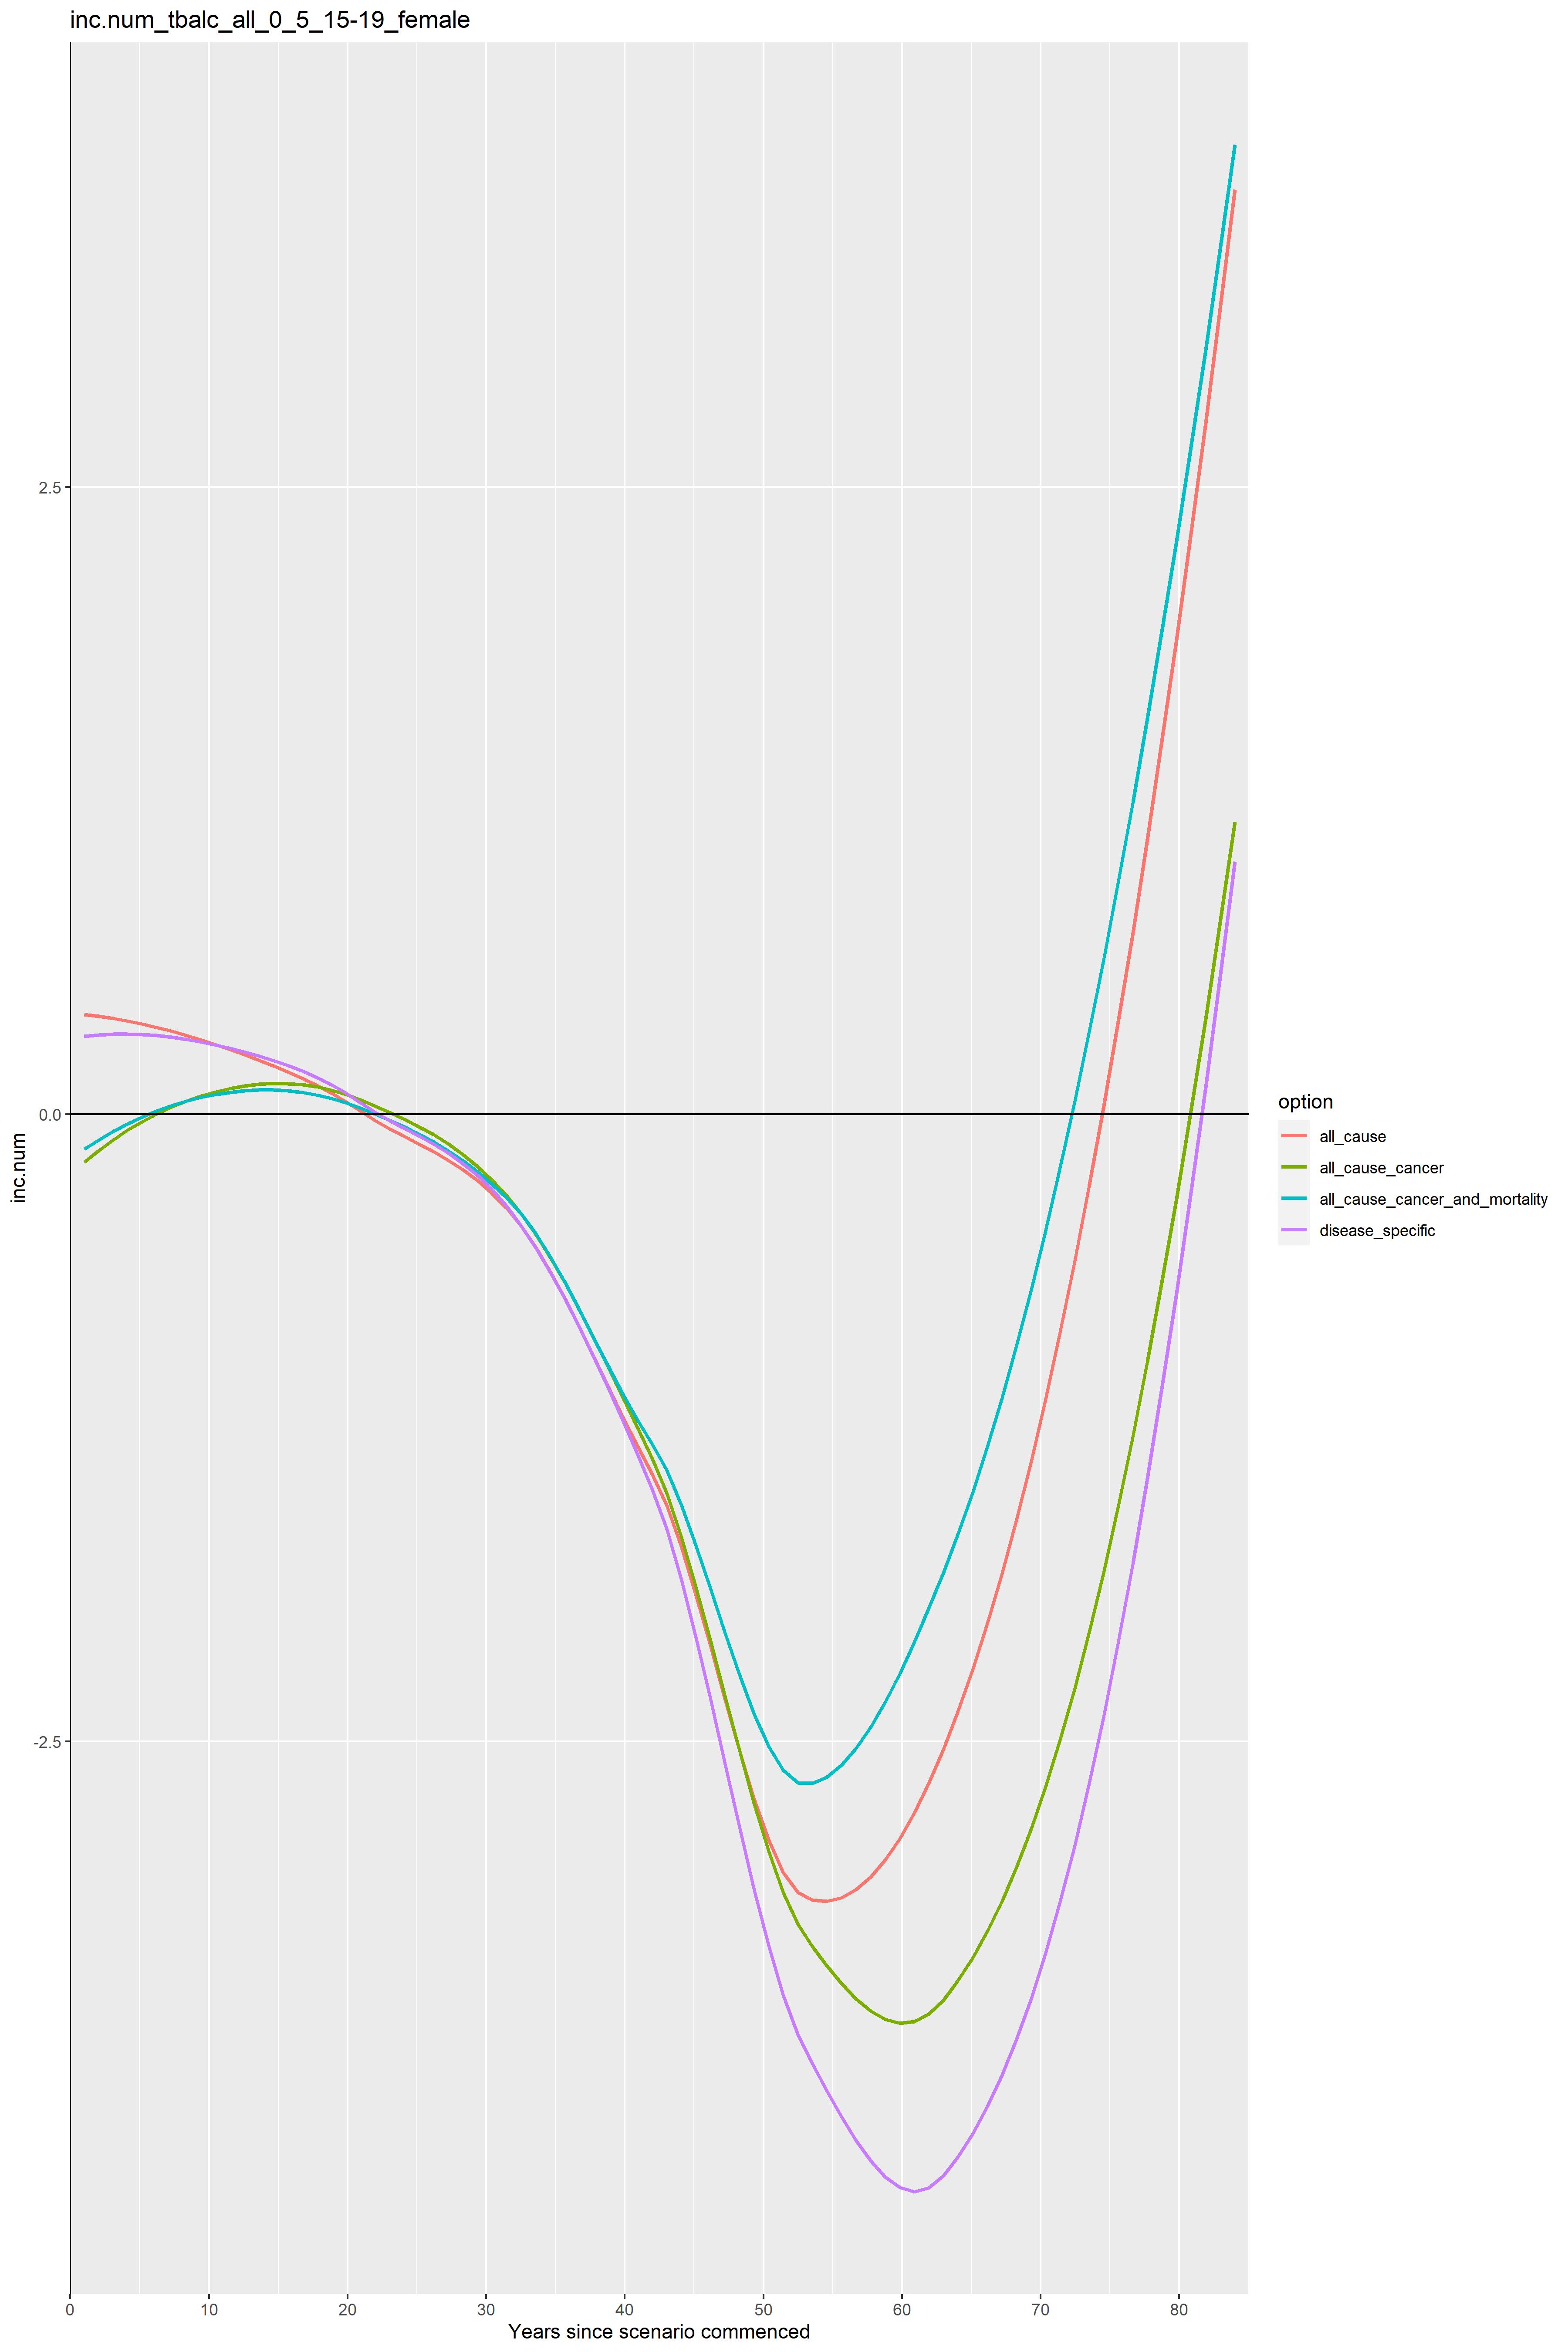 inc.num_tbalc_all_0_5_15-19_female
2.5
0.0
-2.5
inc.num
0 10 20 30 40 50 60 70 80
Years since scenario commenced
option
all_cause
all_cause_cancer
all_cause_cancer_and_mortality
disease_specific